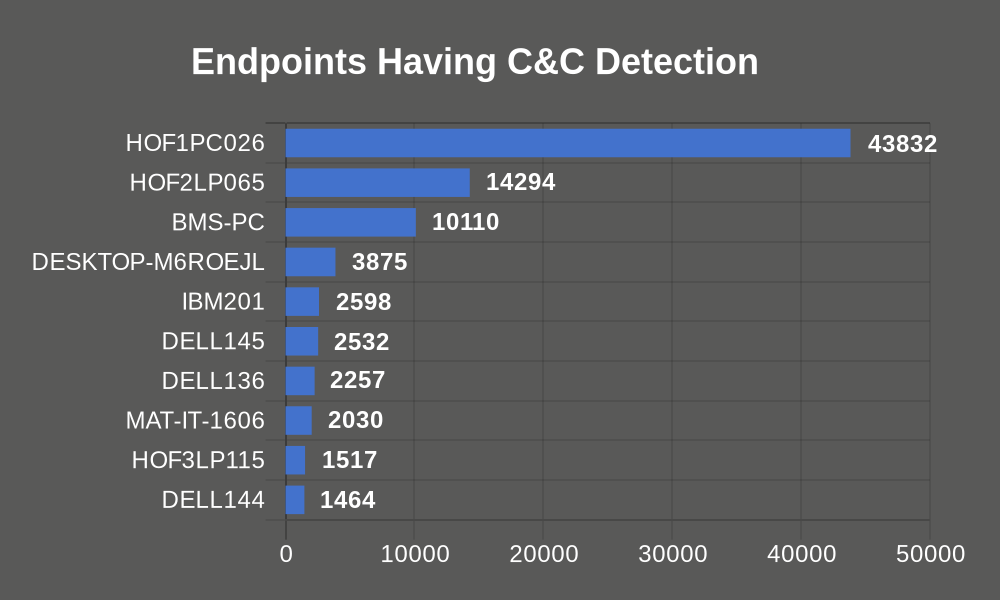 Endpoints Having C&C Detection
HOF1PC026 43832
HOF2LP065 14294
BMS-PC 10110
DESKTOP-M6ROEJL 3875
IBM201 2598
DELL145 2532
DELL136 2257
MAT-IT-1606 2030
HOF3LP115 1517
DELL144 1464
0 10000 20000 30000 40000 50000